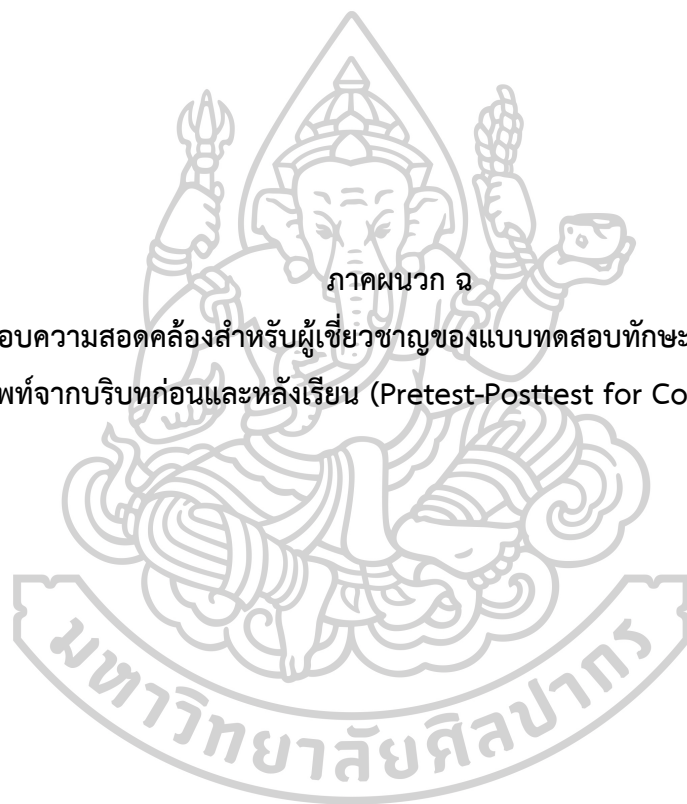 ภาคผนวก ฉ
อบความสอดคล้องสำหรับผู้เชี่ยวชาญของแบบทดสอบทักษะ
พท์จากบริบทก่อนและหลังเรียน (Pretest-Posttest for Co
มหาวิทยาลัยศิลปากร